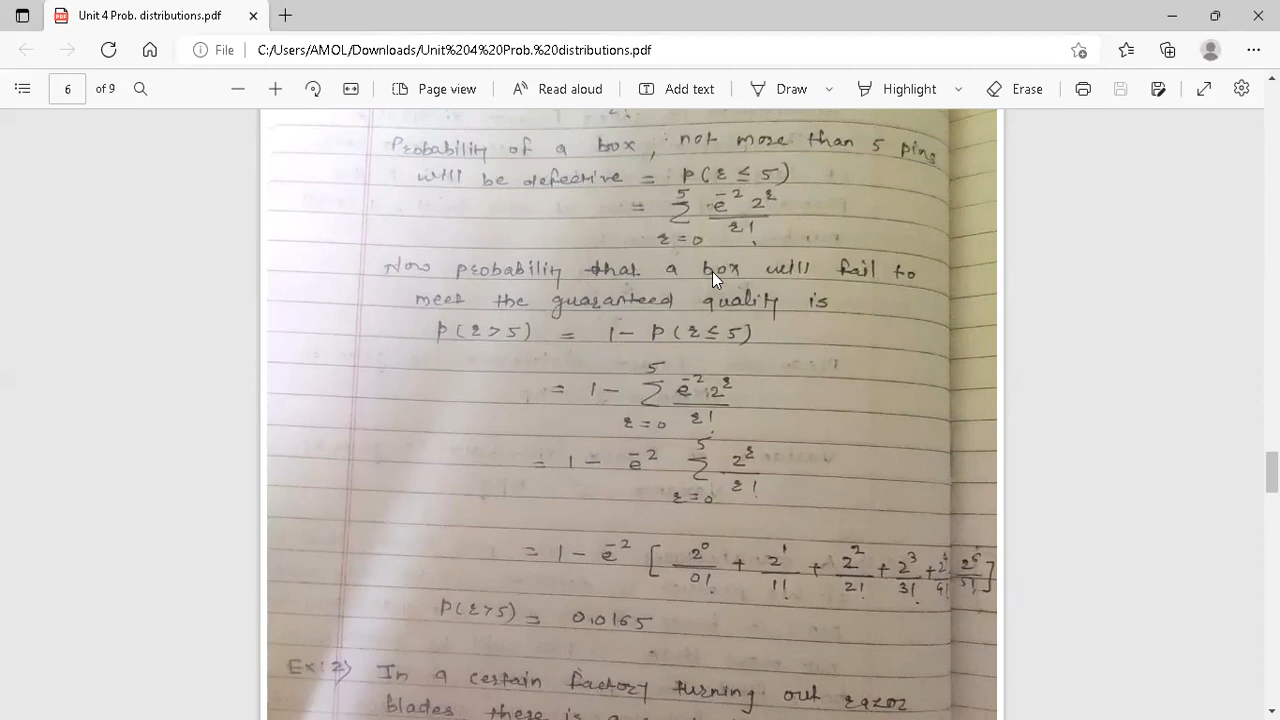 Unit 4 Prob. distributions.pdf
File C:/Users/AMOL/Downloads/Unit%204%20Prob.%20distributions.pdf
6 of 9 Page view Read aloud Add text Draw Highlight Erase
Probability of a box, not more than 5 pins
will be defective = P(r ≤ 5)
= 5 Σ r=0 e^-2 2^r / r!
Now probability that a box will fail to
meet the guaranteed quality is
P(r>5) = 1 - P(r ≤ 5)
= 1 - 5 Σ r=0 e^-2 2^r / r!
= 1 - e^-2 5 Σ r=0 2^r / r!
= 1 - e^-2 [ 2^0/0! + 2^1/1! + 2^2/2! + 2^3/3! + 2^4/4! 2^5/5! ]
P(r>5) = 0.0165
Ex:2) In a certain factory turning out razor
blades there is a